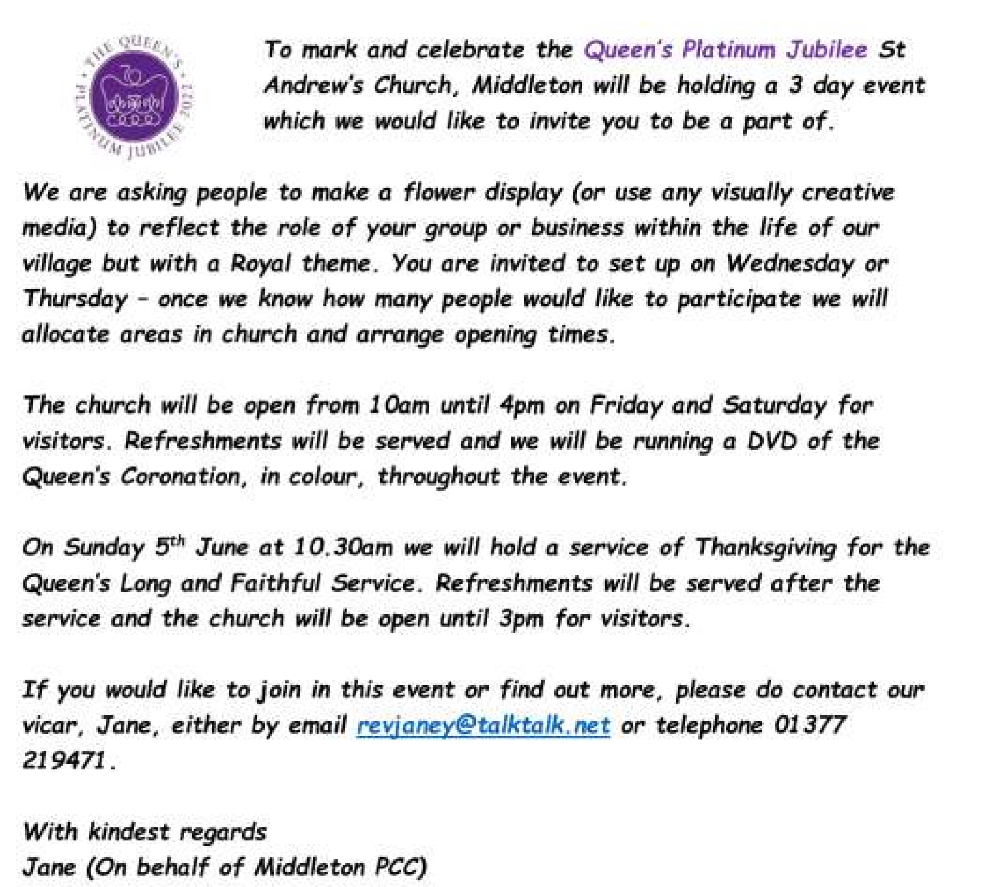 THE QUEEN'S
PLATINUM JUBILEE 2022
70
To mark and celebrate the Queen's Platinum Jubilee St
Andrew's Church, Middleton will be holding a 3 day event
which we would like to invite you to be a part of.
We are asking people to make a flower display (or use any visually creative
media) to reflect the role of your group or business within the life of our
village but with a Royal theme. You are invited to set up on Wednesday or
Thursday – once we know how many people would like to participate we will
allocate areas in church and arrange opening times.
The church will be open from 10am until 4pm on Friday and Saturday for
visitors. Refreshments will be served and we will be running a DVD of the
Queen's Coronation, in colour, throughout the event.
On Sunday 5th June at 10.30am we will hold a service of Thanksgiving for the
Queen's Long and Faithful Service. Refreshments will be served after the
service and the church will be open until 3pm for visitors.
If you would like to join in this event or find out more, please do contact our
vicar, Jane, either by email revjaney@talktalk.net or telephone 01377
219471.
With kindest regards
Jane (On behalf of Middleton PCC)